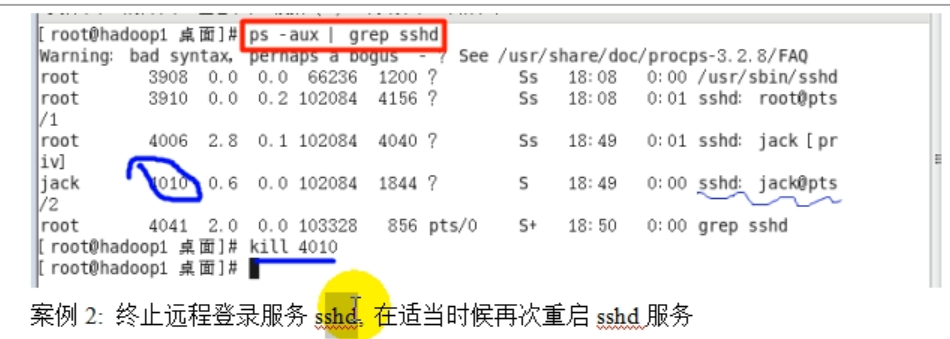 [root@hadoop1 桌面]# ps -aux | grep sshd
Warning: bad syntax, perhaps a bogus '-'? See /usr/share/doc/procps-3.2.8/FAQ
root 3908 0.0 0.0 66236 1200 ? Ss 18:08 0:00 /usr/sbin/sshd
root 3910 0.0 0.2 102084 4156 ? Ss 18:08 0:01 sshd: root@pts
/1
root 4006 2.8 0.1 102084 4040 ? Ss 18:49 0:01 sshd: jack [pr
iv]
jack 4010 0.6 0.0 102084 1844 ? S 18:49 0:00 sshd: jack@pts
/2
root 4041 2.0 0.0 103328 856 pts/0 S+ 18:50 0:00 grep sshd
[root@hadoop1 桌面]# kill 4010
[root@hadoop1 桌面]#
案例 2: 终止远程登录服务 sshd, 在适当时候再次重启 sshd 服务